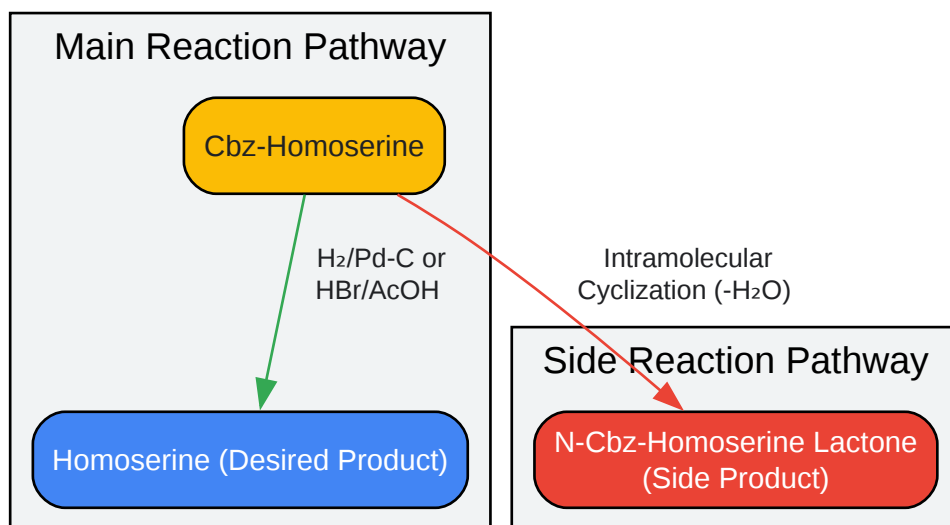 Main Reaction Pathway
Cbz-Homoserine
H₂/Pd-C or
HBr/AcOH
Intramolecular
Cyclization (-H₂O)
Side Reaction Pathway
Homoserine (Desired Product)
N-Cbz-Homoserine Lactone
(Side Product)